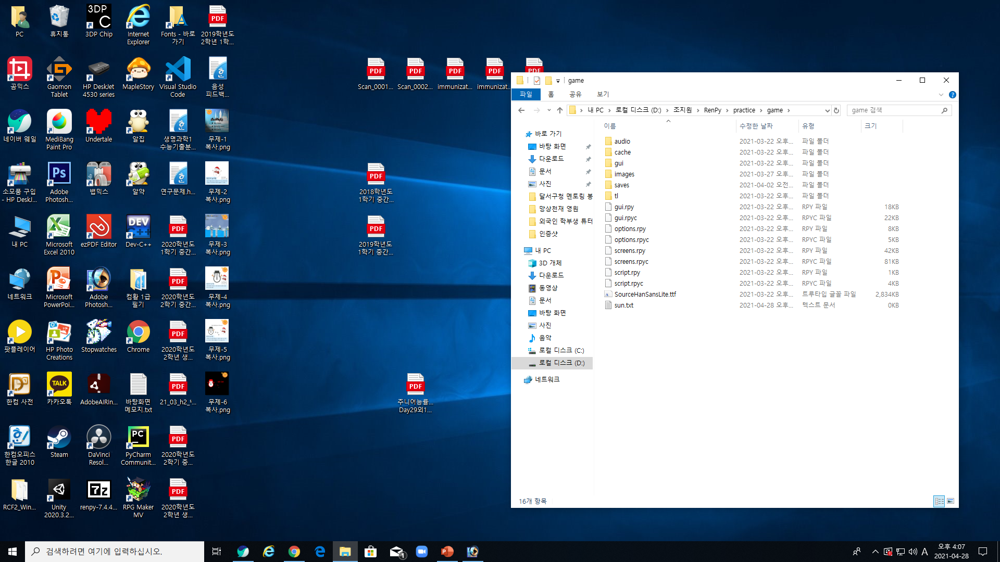 PC
휴지통
3DP Chip
Internet
Explorer
Fonts - 바로
가기
2019학년도
2학년 1학...
곰믹스
Gaomon
Tablet
HP DeskJet
4530 series
MapleStory
Visual Studio
Code
음성
피드백...
네이버 웨일
MediBang
Paint Pro
Undertale
알집
생명과학1
수능기출분...
무제-1
복사.png
소모품 구입
- HP DeskJ...
Adobe
Photosh...
뱁믹스
알약
연구문제.h...
무제-2
복사.png
내 PC
Microsoft
Excel 2010
ezPDF Editor
Dev-C++
2020학년도
1학기 중간...
무제-3
복사.png
네트워크
Microsoft
PowerPoi...
Adobe
Photosh...
컴활 1급
필기
2020학년도
2학기 중간...
무제-4
복사.png
팟플레이어
HP Photo
Creations
Stopwatches
Chrome
2020학년도
2학년 생...
무제-5
복사.png
한컴 사전
카카오톡
AdobeAIRIn...
바탕화면
메모지.txt
21_03_h2_...
무제-6
복사.png
한컴오피스
한글 2010
Steam
DaVinci
Resol...
PyCharm
Communit...
2020학년도
2학기 중...
RCF2_Win...
Unity
2020.3.2...
renpy-7.4.4...
RPG Maker
MV
2020학년도
2학년 생...
Scan_0001...
Scan_0002...
immunizat...
immunizat...
2018학년도
1학기 중간...
2019학년도
1학기 중간...
주니어능률...
Day29외1...
game
파일 홈 공유 보기
내 PC > 로컬 디스크 (D:) > 조지원 > RenPy > practice > game >
game 검색
바로 가기
바탕 화면
다운로드
문서
사진
달서구청 멘토링 봉
망상천재 영원
외국인 학부생 튜터
인증샷
내 PC
3D 개체
다운로드
동영상
문서
바탕 화면
사진
음악
로컬 디스크 (C:)
로컬 디스크 (D:)
네트워크
이름 수정한 날짜 유형 크기
audio 2021-03-22 오후... 파일 폴더
cache 2021-03-22 오후... 파일 폴더
gui 2021-03-22 오후... 파일 폴더
images 2021-03-27 오후... 파일 폴더
saves 2021-04-02 오전... 파일 폴더
tl 2021-03-22 오후... 파일 폴더
gui.rpy 2021-03-22 오후... RPY 파일 18KB
gui.rpyc 2021-03-22 오후... RPYC 파일 22KB
options.rpy 2021-03-22 오후... RPY 파일 8KB
options.rpyc 2021-03-22 오후... RPYC 파일 5KB
screens.rpy 2021-03-22 오후... RPY 파일 42KB
screens.rpyc 2021-03-22 오후... RPYC 파일 81KB
script.rpy 2021-03-22 오후... RPY 파일 1KB
script.rpyc 2021-03-22 오후... RPYC 파일 4KB
SourceHanSansLite.ttf 2021-03-22 오후... 트루타입 글꼴 파일 2,834KB
sun.txt 2021-04-28 오후... 텍스트 문서 0KB
16개 항목
검색하려면 여기에 입력하십시오.
1
A
오후 4:07
2021-04-28